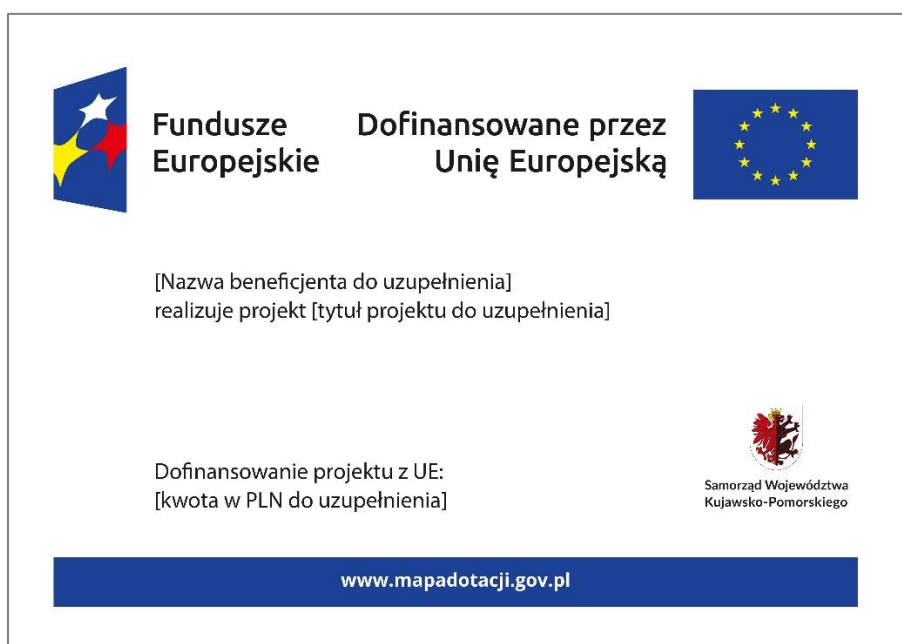 Fundusze
Europejskie
Dofinansowane przez
Unię Europejską
[Nazwa beneficjenta do uzupełnienia]
realizuje projekt [tytuł projektu do uzupełnienia]
Dofinansowanie projektu z UE:
[kwota w PLN do uzupełnienia]
Samorząd Województwa
Kujawsko-Pomorskiego
www.mapadotacji.gov.pl